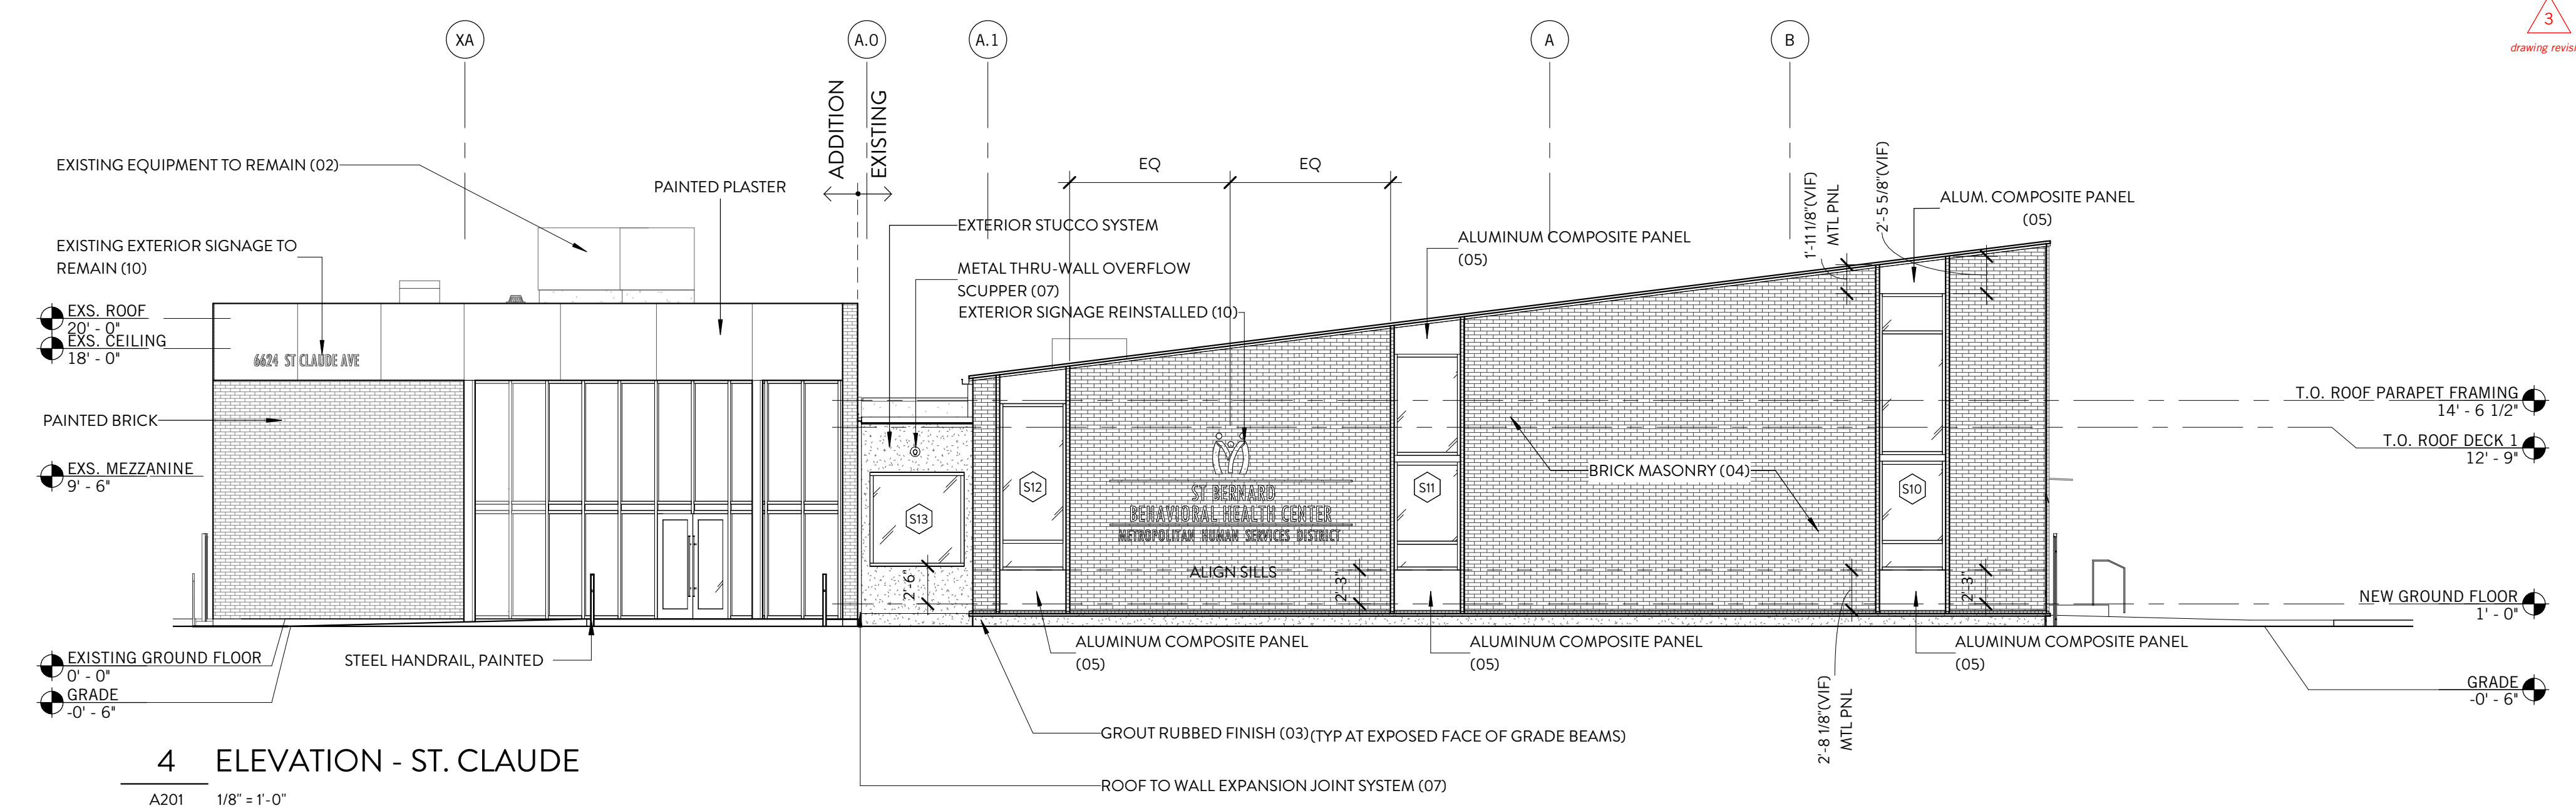 XA
A.0
A.1
A
B
3
drawing revisi
ADDITION
EXISTING
EXISTING EQUIPMENT TO REMAIN (02)
PAINTED PLASTER
EXISTING EXTERIOR SIGNAGE TO
REMAIN (10)
EXS. ROOF
20' - 0"
EXS. CEILING
18' - 0"
6624 ST CLAUDE AVE
PAINTED BRICK
EXS. MEZZANINE
9' - 6"
EXISTING GROUND FLOOR
0' - 0"
GRADE
-0' - 6"
STEEL HANDRAIL, PAINTED
EXTERIOR STUCCO SYSTEM
METAL THRU-WALL OVERFLOW
SCUPPER (07)
EXTERIOR SIGNAGE REINSTALLED (10)
EQ
EQ
ALUMINUM COMPOSITE PANEL
(05)
1'-11 1/8"(VIF)
MTL PNL
2'-5 5/8"(VIF)
ALUM. COMPOSITE PANEL
(05)
S13
S12
S11
S10
ST BERNARD
BEHAVIORAL HEALTH CENTER
METROPOLITAN HUMAN SERVICES DISTRICT
ALIGN SILLS
BRICK MASONRY (04)
2'-6"
2'-3"
2'-3"
2'-8 1/8"(VIF)
MTL PNL
ALUMINUM COMPOSITE PANEL
(05)
ALUMINUM COMPOSITE PANEL
(05)
ALUMINUM COMPOSITE PANEL
(05)
GROUT RUBBED FINISH (03)(TYP AT EXPOSED FACE OF GRADE BEAMS)
ROOF TO WALL EXPANSION JOINT SYSTEM (07)
T.O. ROOF PARAPET FRAMING
14' - 6 1/2"
T.O. ROOF DECK 1
12' - 9"
NEW GROUND FLOOR
1' - 0"
GRADE
-0' - 6"
4 ELEVATION - ST. CLAUDE
A201 1/8" = 1'-0"